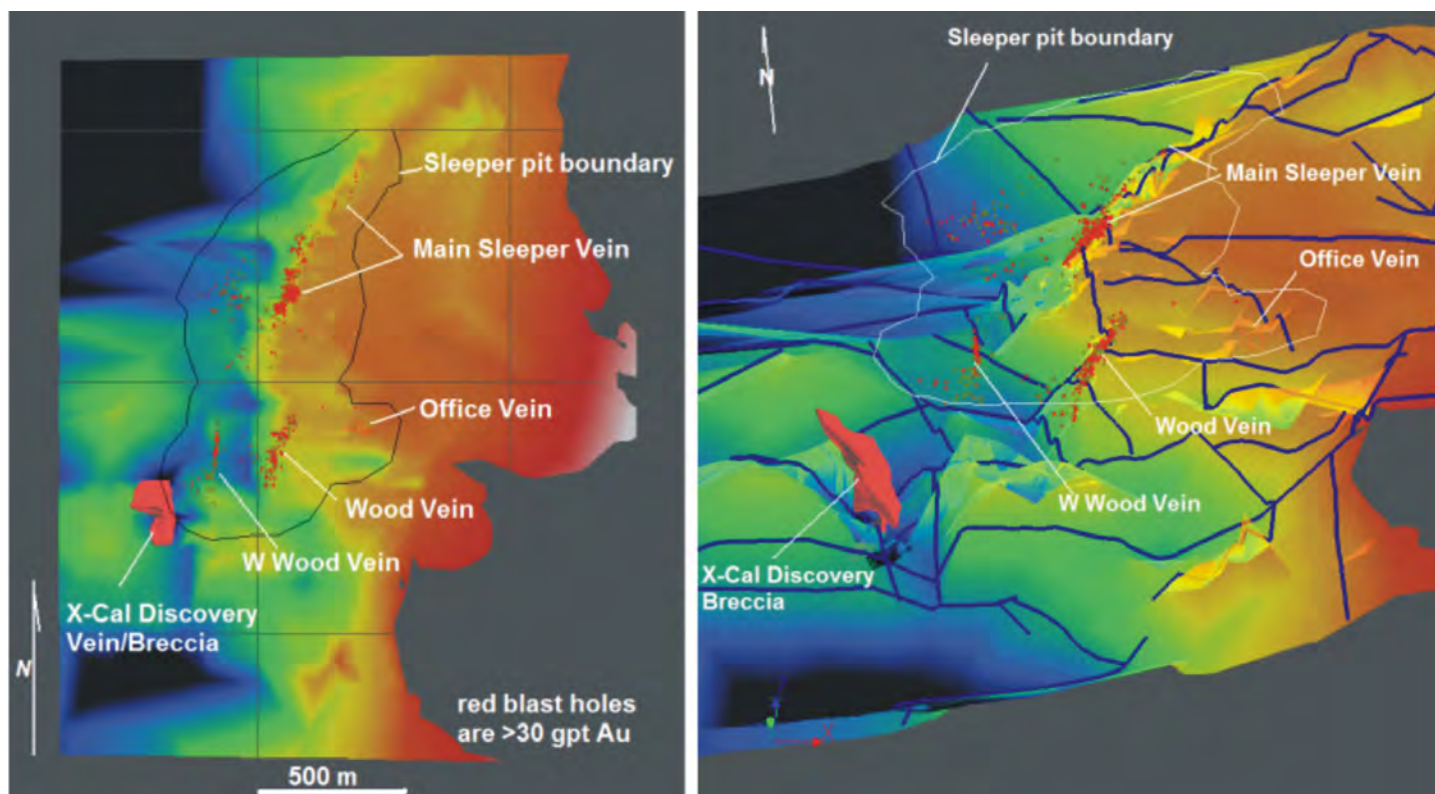 Sleeper pit boundary
Main Sleeper Vein
Office Vein
Wood Vein
W Wood Vein
X-Cal Discovery
Vein/Breccia
N
red blast holes
are >30 gpt Au
500 m
Sleeper pit boundary
N
Main Sleeper Vein
Office Vein
Wood Vein
W Wood Vein
X-Cal Discovery
Breccia